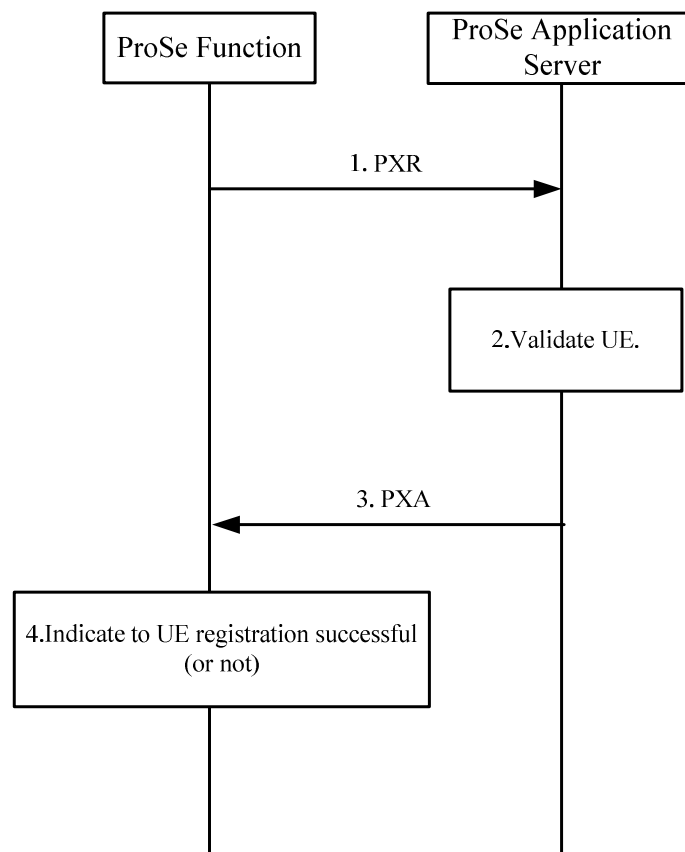 ProSe Function
ProSe Application
Server
1. PXR
2.Validate UE.
3. PXA
4.Indicate to UE registration successful
(or not)